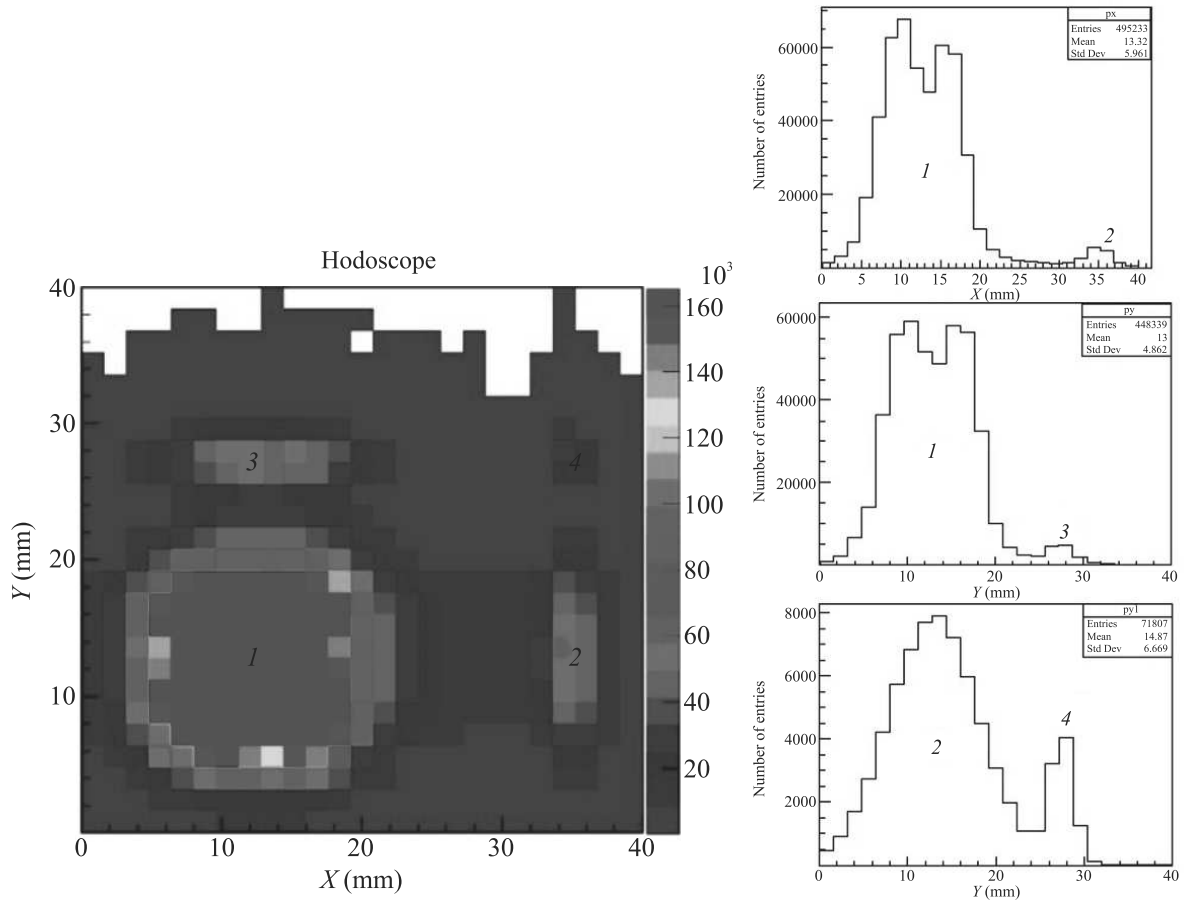 Hodoscope
10³
40
30
20
10
0
10
20
30
40
Y (mm)
X (mm)
1
2
3
4
160
140
120
100
80
60
40
20
px
Entries 495233
Mean 13.32
Std Dev 5.961
Number of entries
60000
40000
20000
1
2
0 5 10 15 20 25 30 35 40
X (mm)
py
Entries 448339
Mean 13
Std Dev 4.862
Number of entries
60000
40000
20000
1
3
0 10 20 30 40
Y (mm)
py1
Entries 71807
Mean 14.87
Std Dev 6.669
Number of entries
8000
6000
4000
2000
2
4
0 10 20 30 40
Y (mm)